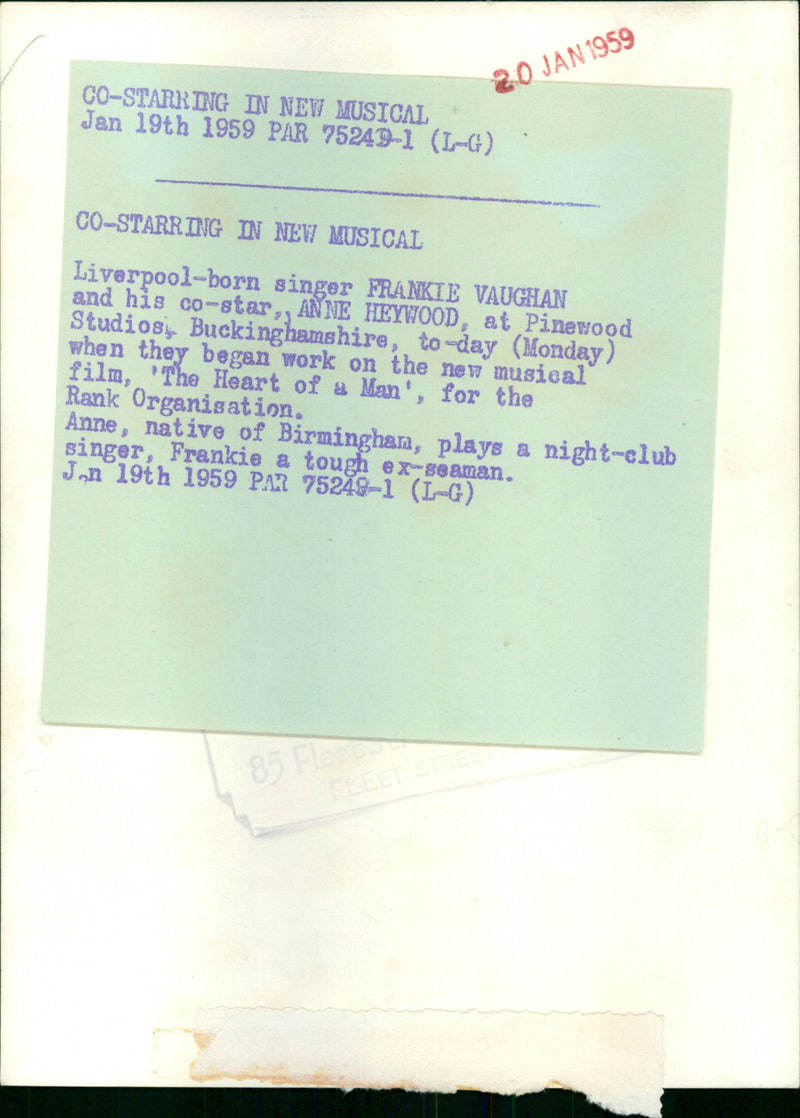 20 JAN 1959
CO-STARRING IN NEW MUSICAL
Jan 19th 1959 PAR 75249-1 (L-G)
CO-STARRING IN NEW MUSICAL
Liverpool-born singer FRANKIE VAUGHAN
and his co-star, ANNE HEYWOOD, at Pinewood
Studios, Buckinghamshire, to-day (Monday)
when they began work on the new musical
film, 'The Heart of a Man', for the
Rank Organisation.
Anne, native of Birmingham, plays a night-club
singer, Frankie a tough ex-seaman.
Jan 19th 1959 PAR 75249-1 (L-G)
85 Fleet
FLEET STREET